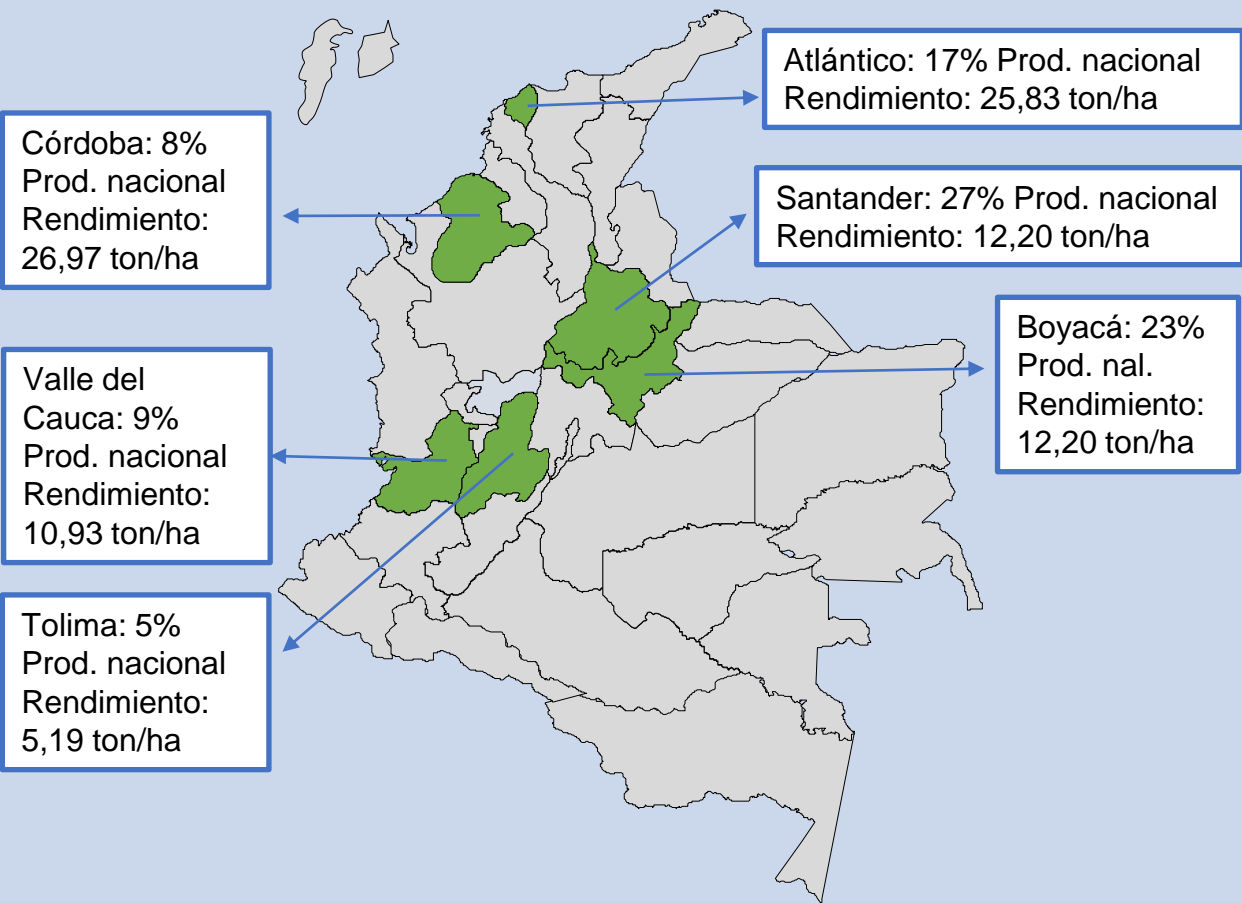 Atlántico: 17% Prod. nacional
Rendimiento: 25,83 ton/ha
Córdoba: 8%
Prod. nacional
Rendimiento:
26,97 ton/ha
Santander: 27% Prod. nacional
Rendimiento: 12,20 ton/ha
Boyacá: 23%
Prod. nal.
Rendimiento:
12,20 ton/ha
Valle del
Cauca: 9%
Prod. nacional
Rendimiento:
10,93 ton/ha
Tolima: 5%
Prod. nacional
Rendimiento:
5,19 ton/ha